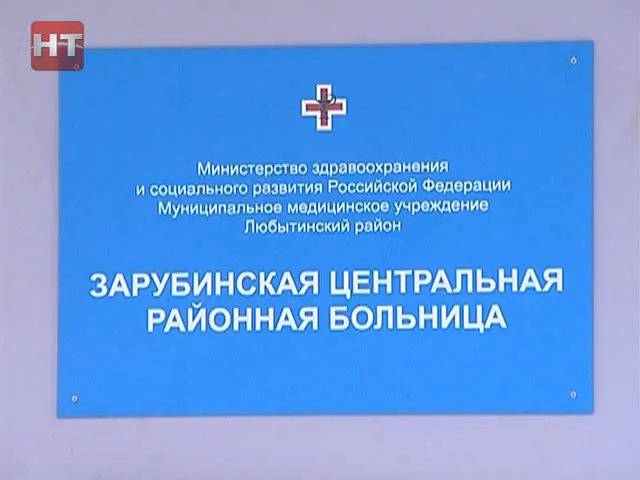 НТ
Министерство здравоохранения
и социального развития Российской Федерации
Муниципальное медицинское учреждение
Любытинский район
ЗАРУБИНСКАЯ ЦЕНТРАЛЬНАЯ
РАЙОННАЯ БОЛЬНИЦА